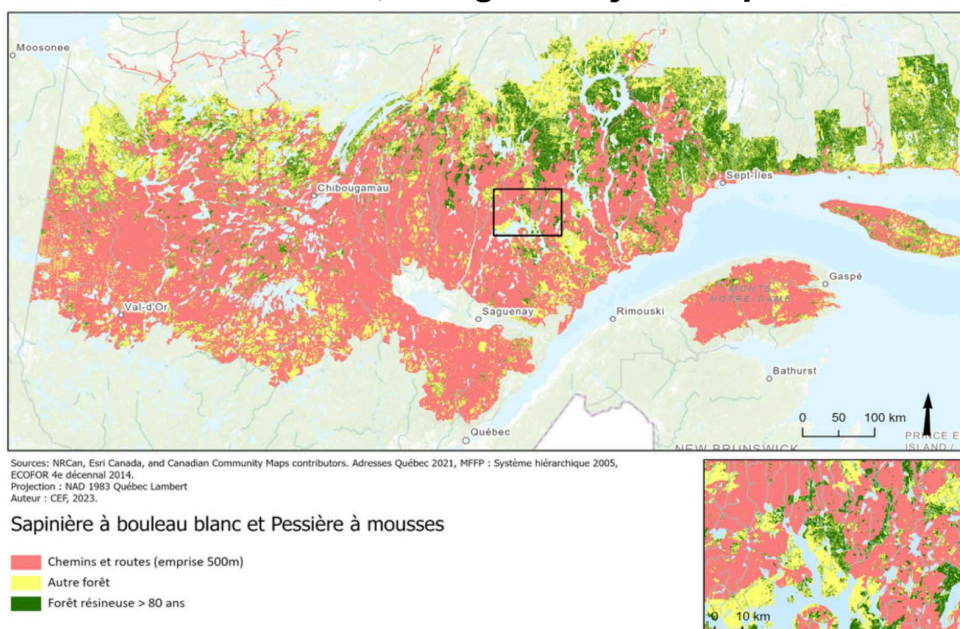 Moosonee
Chibougamau
Sept-Îles
Val-d'Or
Saguenay
Rimouski
MONTS
NOTRE-DAME
Gaspé
Bathurst
Québec
0 50 100 km
NEW BRUNSWICK
PRINCE E
ISLAND /
Sources: NRCan, Esri Canada, and Canadian Community Maps contributors. Adresses Québec 2021, MFFP : Système hiérarchique 2005,
ECOFOR 4e décennal 2014.
Projection : NAD 1983 Québec Lambert
Auteur : CEF, 2023.
Sapinière à bouleau blanc et Pessière à mousses
Chemins et routes (emprise 500m)
Autre forêt
Forêt résineuse > 80 ans
0 10 km